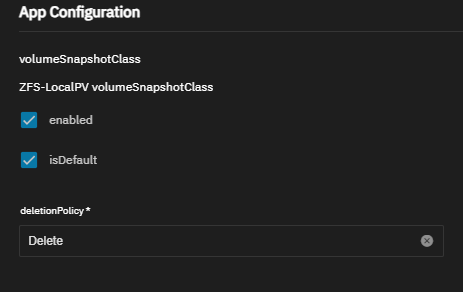 App Configuration
volumeSnapshotClass
ZFS-LocalPV volumeSnapshotClass
enabled
isDefault
deletionPolicy *
Delete